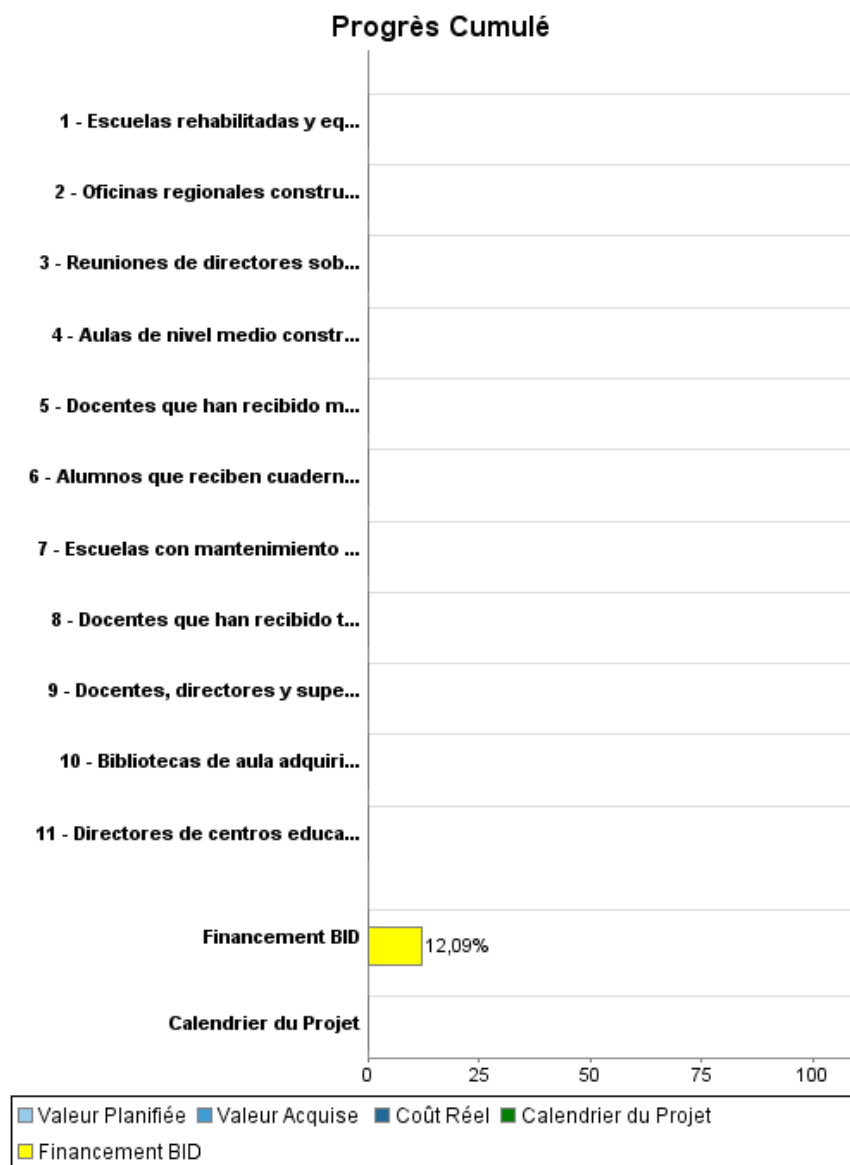 Progrès Cumulé
1 - Escuelas rehabilitadas y eq...
2 - Oficinas regionales constru...
3 - Reuniones de directores sob...
4 - Aulas de nivel medio constr...
5 - Docentes que han recibido m...
6 - Alumnos que reciben cuadern...
7 - Escuelas con mantenimiento ...
8 - Docentes que han recibido t...
9 - Docentes, directores y supe...
10 - Bibliotecas de aula adquiri...
11 - Directores de centros educa...
Financement BID 12,09%
Calendrier du Projet
0 25 50 75 100
Valeur Planifiée Valeur Acquise Coût Réel Calendrier du Projet
Financement BID